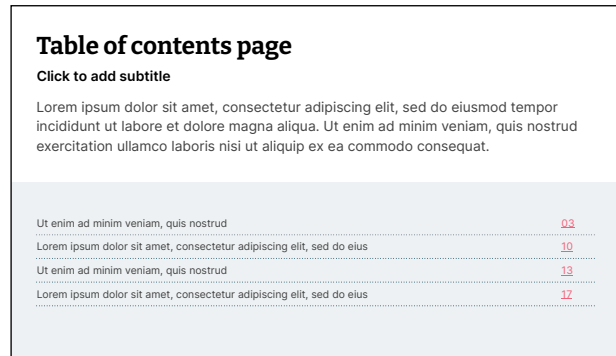 Table of contents page
Click to add subtitle
Lorem ipsum dolor sit amet, consectetur adipiscing elit, sed do eiusmod tempor
incididunt ut labore et dolore magna aliqua. Ut enim ad minim veniam, quis nostrud
exercitation ullamco laboris nisi ut aliquip ex ea commodo consequat.
Ut enim ad minim veniam, quis nostrud 03
Lorem ipsum dolor sit amet, consectetur adipiscing elit, sed do eius 10
Ut enim ad minim veniam, quis nostrud 13
Lorem ipsum dolor sit amet, consectetur adipiscing elit, sed do eius 17